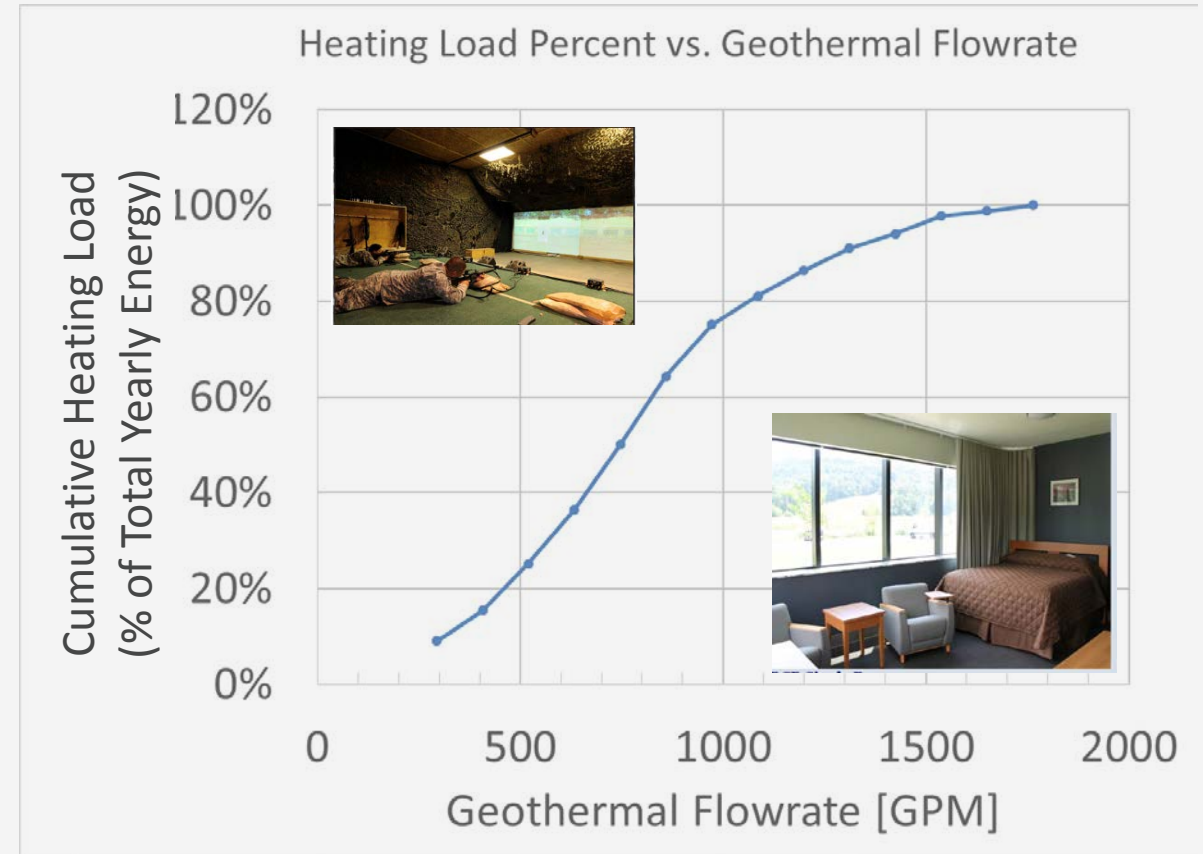 Heating Load Percent vs. Geothermal Flowrate
Cumulative Heating Load
(% of Total Yearly Energy)
120%
100%
80%
60%
40%
20%
0%
0 500 1000 1500 2000
Geothermal Flowrate [GPM]